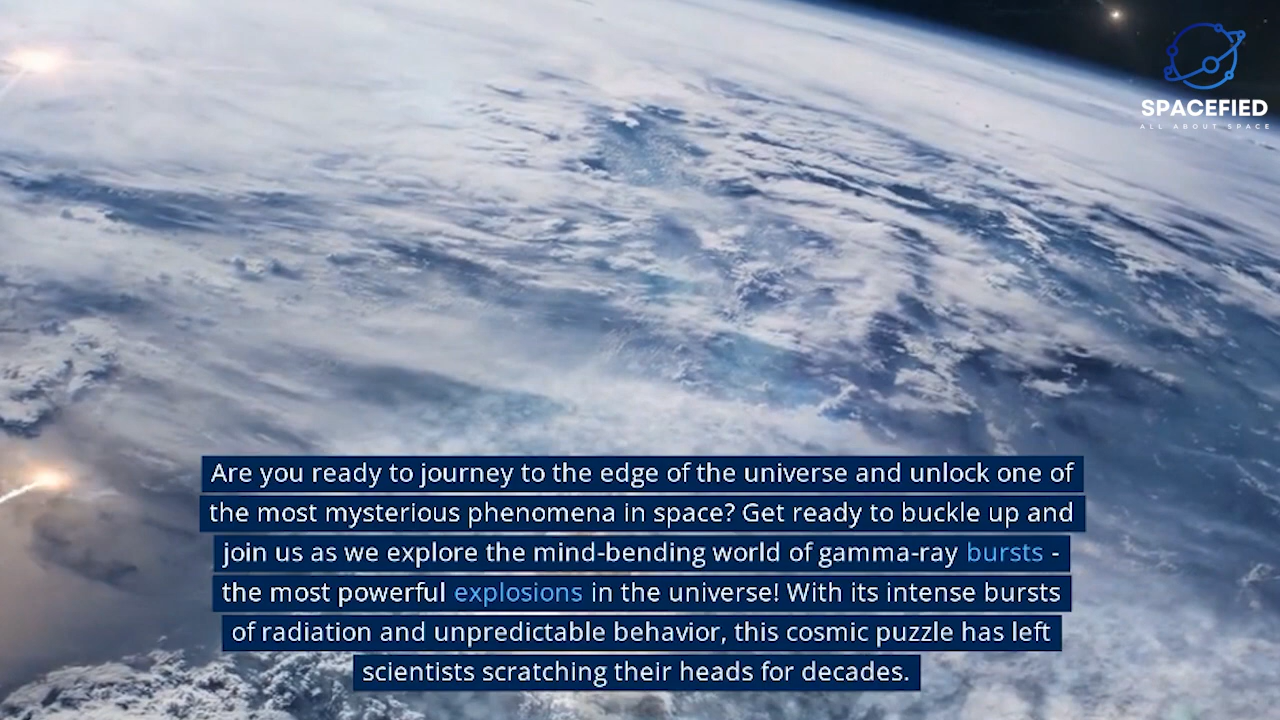 SPACEFIED
ALL ABOUT SPACE
Are you ready to journey to the edge of the universe and unlock one of
the most mysterious phenomena in space? Get ready to buckle up and
join us as we explore the mind-bending world of gamma-ray bursts -
the most powerful explosions in the universe! With its intense bursts
of radiation and unpredictable behavior, this cosmic puzzle has left
scientists scratching their heads for decades.